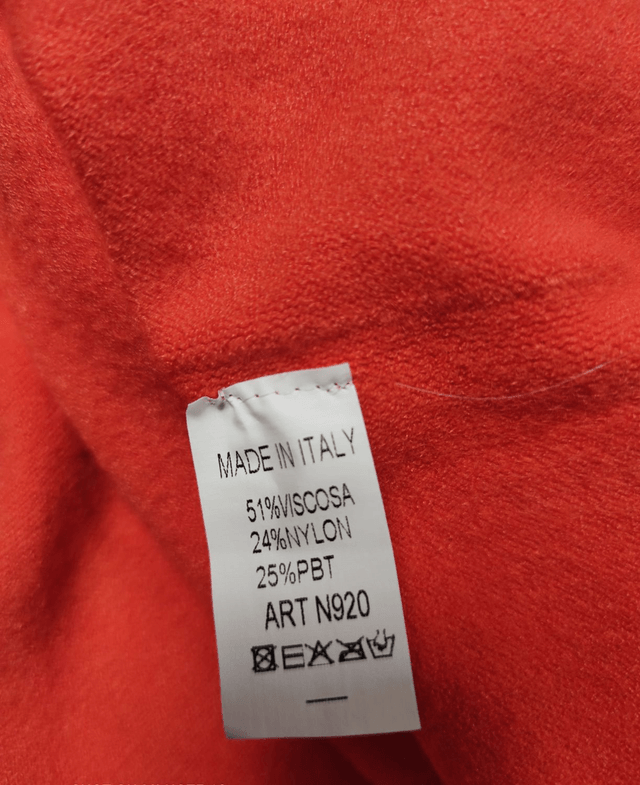 MADE IN ITALY
51%VISCOSA
24%NYLON
25%PBT
ART N920